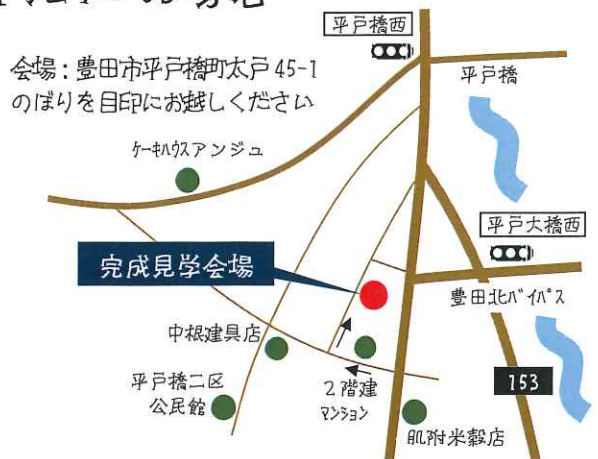 会場：豊田市平戸橋町太戸45-1
のぼりを目印にお越しください
平戸橋西
平戸橋
ケーキハウスアンジュ
平戸大橋西
完成見学会場
豊田北バイパス
中根建具店
153
平戸橋二区
公民館
2階建
マンション
肌附米穀店